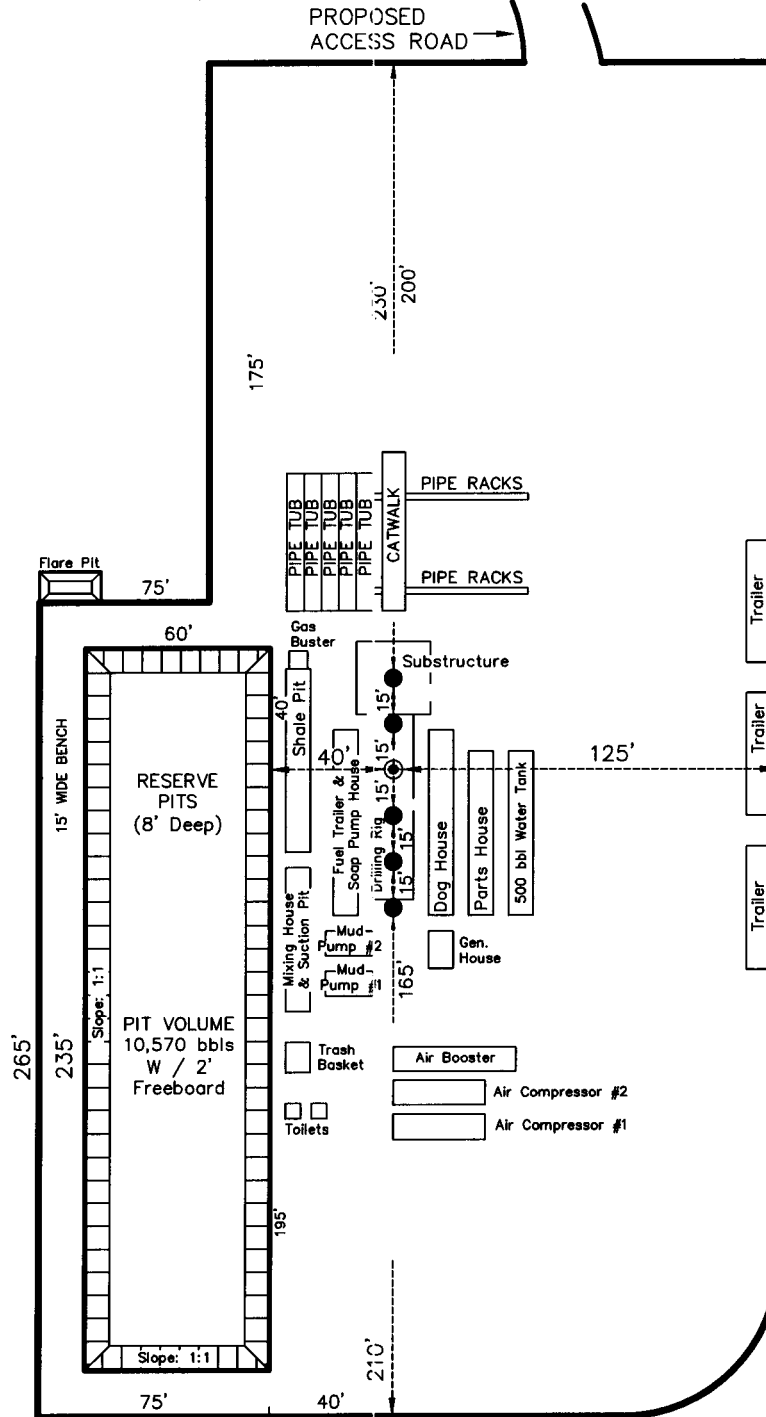 PROPOSED
ACCESS ROAD
230'
200'
175'
PIPE TUB
PIPE TUB
PIPE TUB
PIPE TUB
PIPE TUB
CATWALK
PIPE RACKS
PIPE RACKS
Flare Pit
75'
60'
Gas
Buster
Substructure
Trailer
Trailer
Trailer
15' WIDE BENCH
RESERVE
PITS
(8' Deep)
40'
Shale Pit
40'
15'
15'
15'
15'
15'
125'
Fuel Trailer &
Soap Pump House
Drilling Rig
Dog House
Parts House
500 bbl Water Tank
Mixing House
& Suction Pit
Mud
Pump #2
Mud
Pump #1
165'
Gen.
House
265'
235'
Slope: 1:1
PIT VOLUME
10,570 bbls
W / 2'
Freeboard
Trash
Basket
Air Booster
Air Compressor #2
Toilets
Air Compressor #1
195'
Slope: 1:1
210'
75'
40'